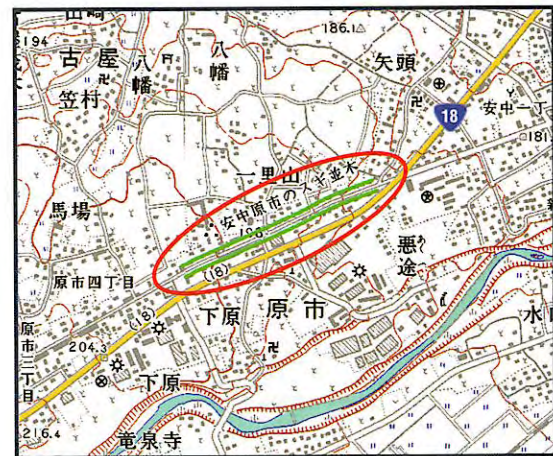 山崎
194
古屋
笠村
八幡
八幡
186.1
矢頭
安中一丁
18
181
一里山
安中原市のスギ並木
馬場
原市四丁目
(18)
(18)
悪途
下原
原市
水
原市二丁目
204.3
下原
216.4
竜泉寺